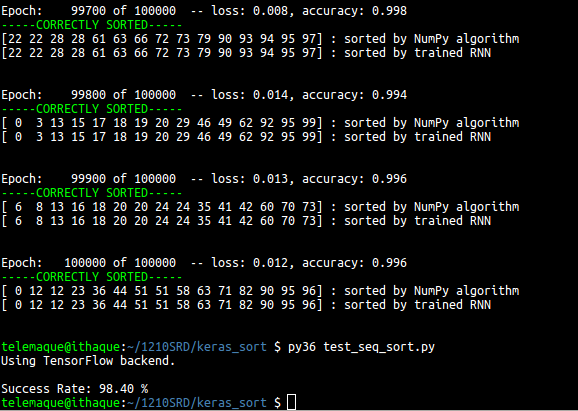 Epoch:    99700 of 100000  -- loss: 0.008, accuracy: 0.998
-----CORRECTLY SORTED-----
[22 22 28 28 61 63 66 72 73 79 90 93 94 95 97] : sorted by NumPy algorithm
[22 22 28 28 61 63 66 72 73 79 90 93 94 95 97] : sorted by trained RNN
Epoch:    99800 of 100000  -- loss: 0.014, accuracy: 0.994
-----CORRECTLY SORTED-----
[ 0  3 13 15 17 18 19 20 29 46 49 62 92 95 99] : sorted by NumPy algorithm
[ 0  3 13 15 17 18 19 20 29 46 49 62 92 95 99] : sorted by trained RNN
Epoch:    99900 of 100000  -- loss: 0.013, accuracy: 0.996
-----CORRECTLY SORTED-----
[ 6  8 13 16 18 20 20 24 24 35 41 42 60 70 73] : sorted by NumPy algorithm
[ 6  8 13 16 18 20 20 24 24 35 41 42 60 70 73] : sorted by trained RNN
Epoch:   100000 of 100000  -- loss: 0.012, accuracy: 0.996
-----CORRECTLY SORTED-----
[ 0 12 12 23 36 44 51 51 58 63 71 82 90 95 96] : sorted by NumPy algorithm
[ 0 12 12 23 36 44 51 51 58 63 71 82 90 95 96] : sorted by trained RNN
telemaque@ithaque:~/1210SRD/keras_sort $ py36 test_seq_sort.py
Using TensorFlow backend.
Success Rate: 98.40 %
telemaque@ithaque:~/1210SRD/keras_sort $